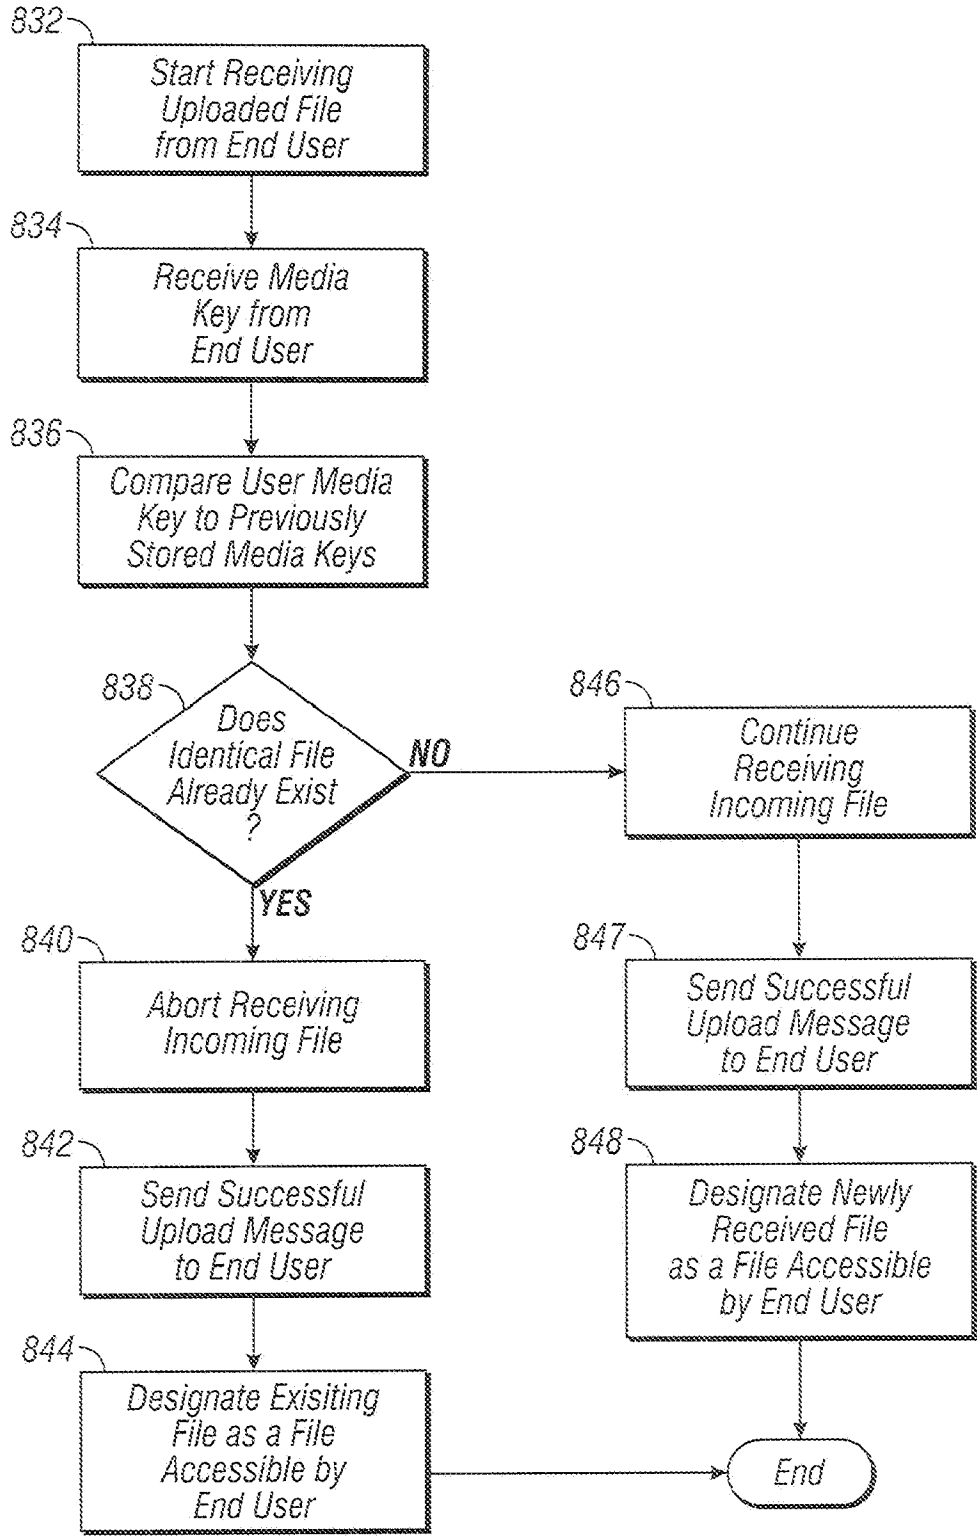 832
Start Receiving
Uploaded File
from End User
834
Receive Media
Key from
End User
836
Compare User Media
Key to Previously
Stored Media Keys
838
Does
Identical File
Already Exist
?
NO
YES
840
Abort Receiving
Incoming File
842
Send Successful
Upload Message
to End User
844
Designate Exisiting
File as a File
Accessible by
End User
846
Continue
Receiving
Incoming File
847
Send Successful
Upload Message
to End User
848
Designate Newly
Received File
as a File Accessible
by End User
End